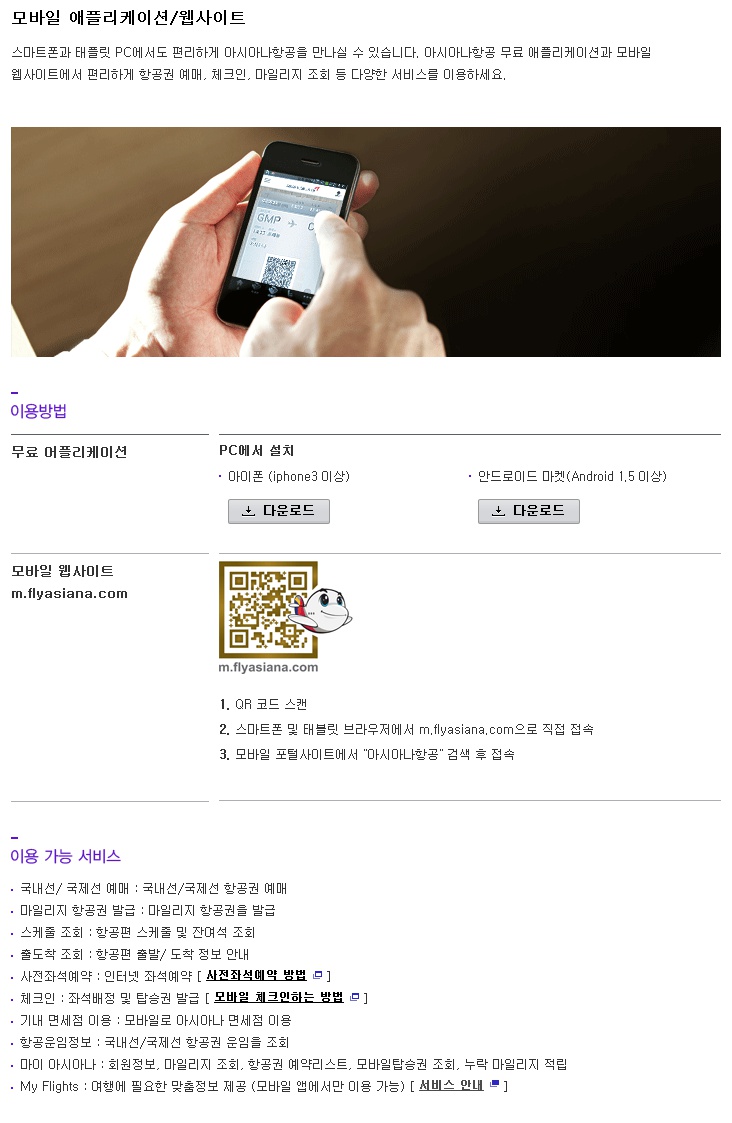 모바일 애플리케이션/웹사이트
스마트폰과 태플릿 PC에서도 편리하게 아시아나항공을 만나실 수 있습니다. 아시아나항공 무료 애플리케이션과 모바일
웹사이트에서 편리하게 항공권 예매, 체크인, 마일리지 조회 등 다양한 서비스를 이용하세요.
GMP
이용방법
무료 어플리케이션
PC에서 설치
· 아이폰 (iphone3 이상)
· 안드로이드 마켓(Android 1.5 이상)
다운로드
다운로드
모바일 웹사이트
m.flyasiana.com
m.flyasiana.com
1. QR 코드 스캔
2. 스마트폰 및 태블릿 브라우저에서 m.flyasiana.com으로 직접 접속
3. 모바일 포털사이트에서 "아시아나항공" 검색 후 접속
이용 가능 서비스
· 국내선/ 국제선 예매 : 국내선/국제선 항공권 예매
· 마일리지 항공권 발급 : 마일리지 항공권을 발급
· 스케줄 조회 : 항공편 스케줄 및 잔여석 조회
· 출도착 조회 : 항공편 출발/ 도착 정보 안내
· 사전좌석예약 : 인터넷 좌석예약 [ 사전좌석예약 방법 ]
· 체크인 : 좌석배정 및 탑승권 발급 [ 모바일 체크인하는 방법 ]
· 기내 면세점 이용 : 모바일로 아시아나 면세점 이용
· 항공운임정보 : 국내선/국제선 항공권 운임을 조회
· 마이 아시아나 : 회원정보, 마일리지 조회, 항공권 예약리스트, 모바일탑승권 조회, 누락 마일리지 적립
· My Flights : 여행에 필요한 맞춤정보 제공 (모바일 앱에서만 이용 가능) [ 서비스 안내 ]